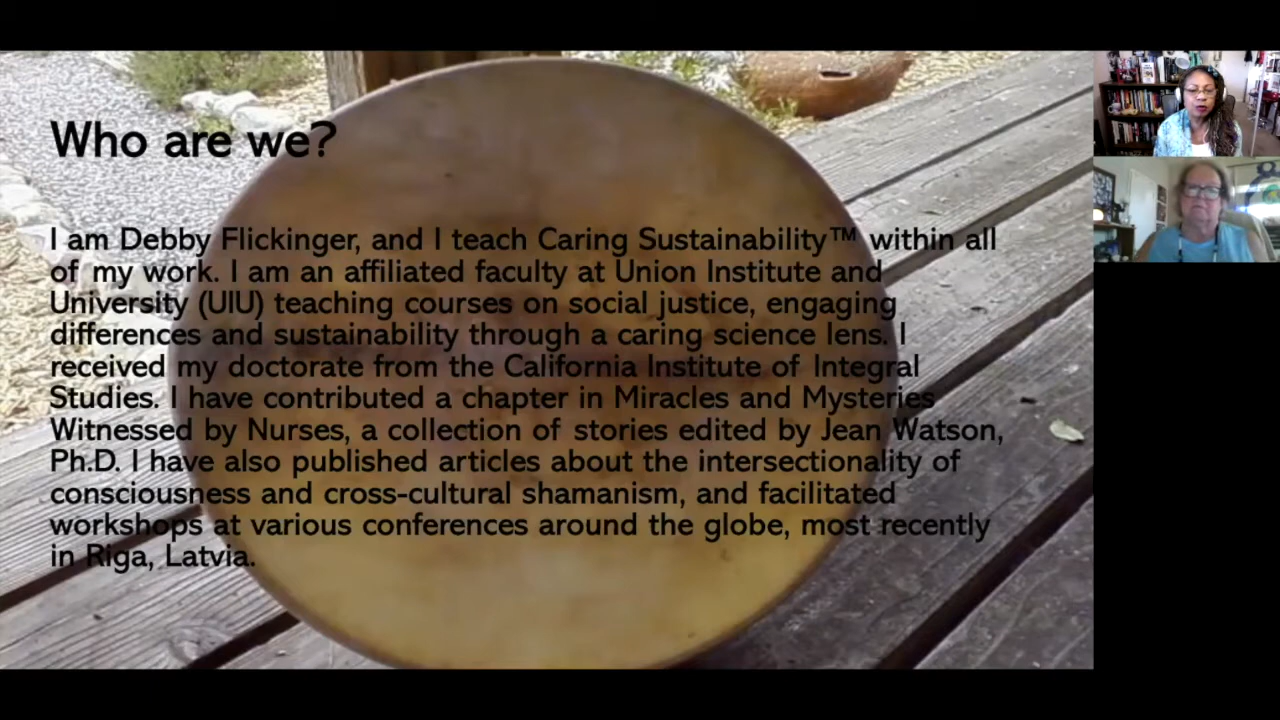 Who are we?
I am Debby Flickinger, and I teach Caring Sustainability™ within all
of my work. I am an affiliated faculty at Union Institute and
University (UIU) teaching courses on social justice, engaging
differences and sustainability through a caring science lens. I
received my doctorate from the California Institute of Integral
Studies. I have contributed a chapter in Miracles and Mysteries
Witnessed by Nurses, a collection of stories edited by Jean Watson,
Ph.D. I have also published articles about the intersectionality of
consciousness and cross-cultural shamanism, and facilitated
workshops at various conferences around the globe, most recently
in Riga, Latvia.